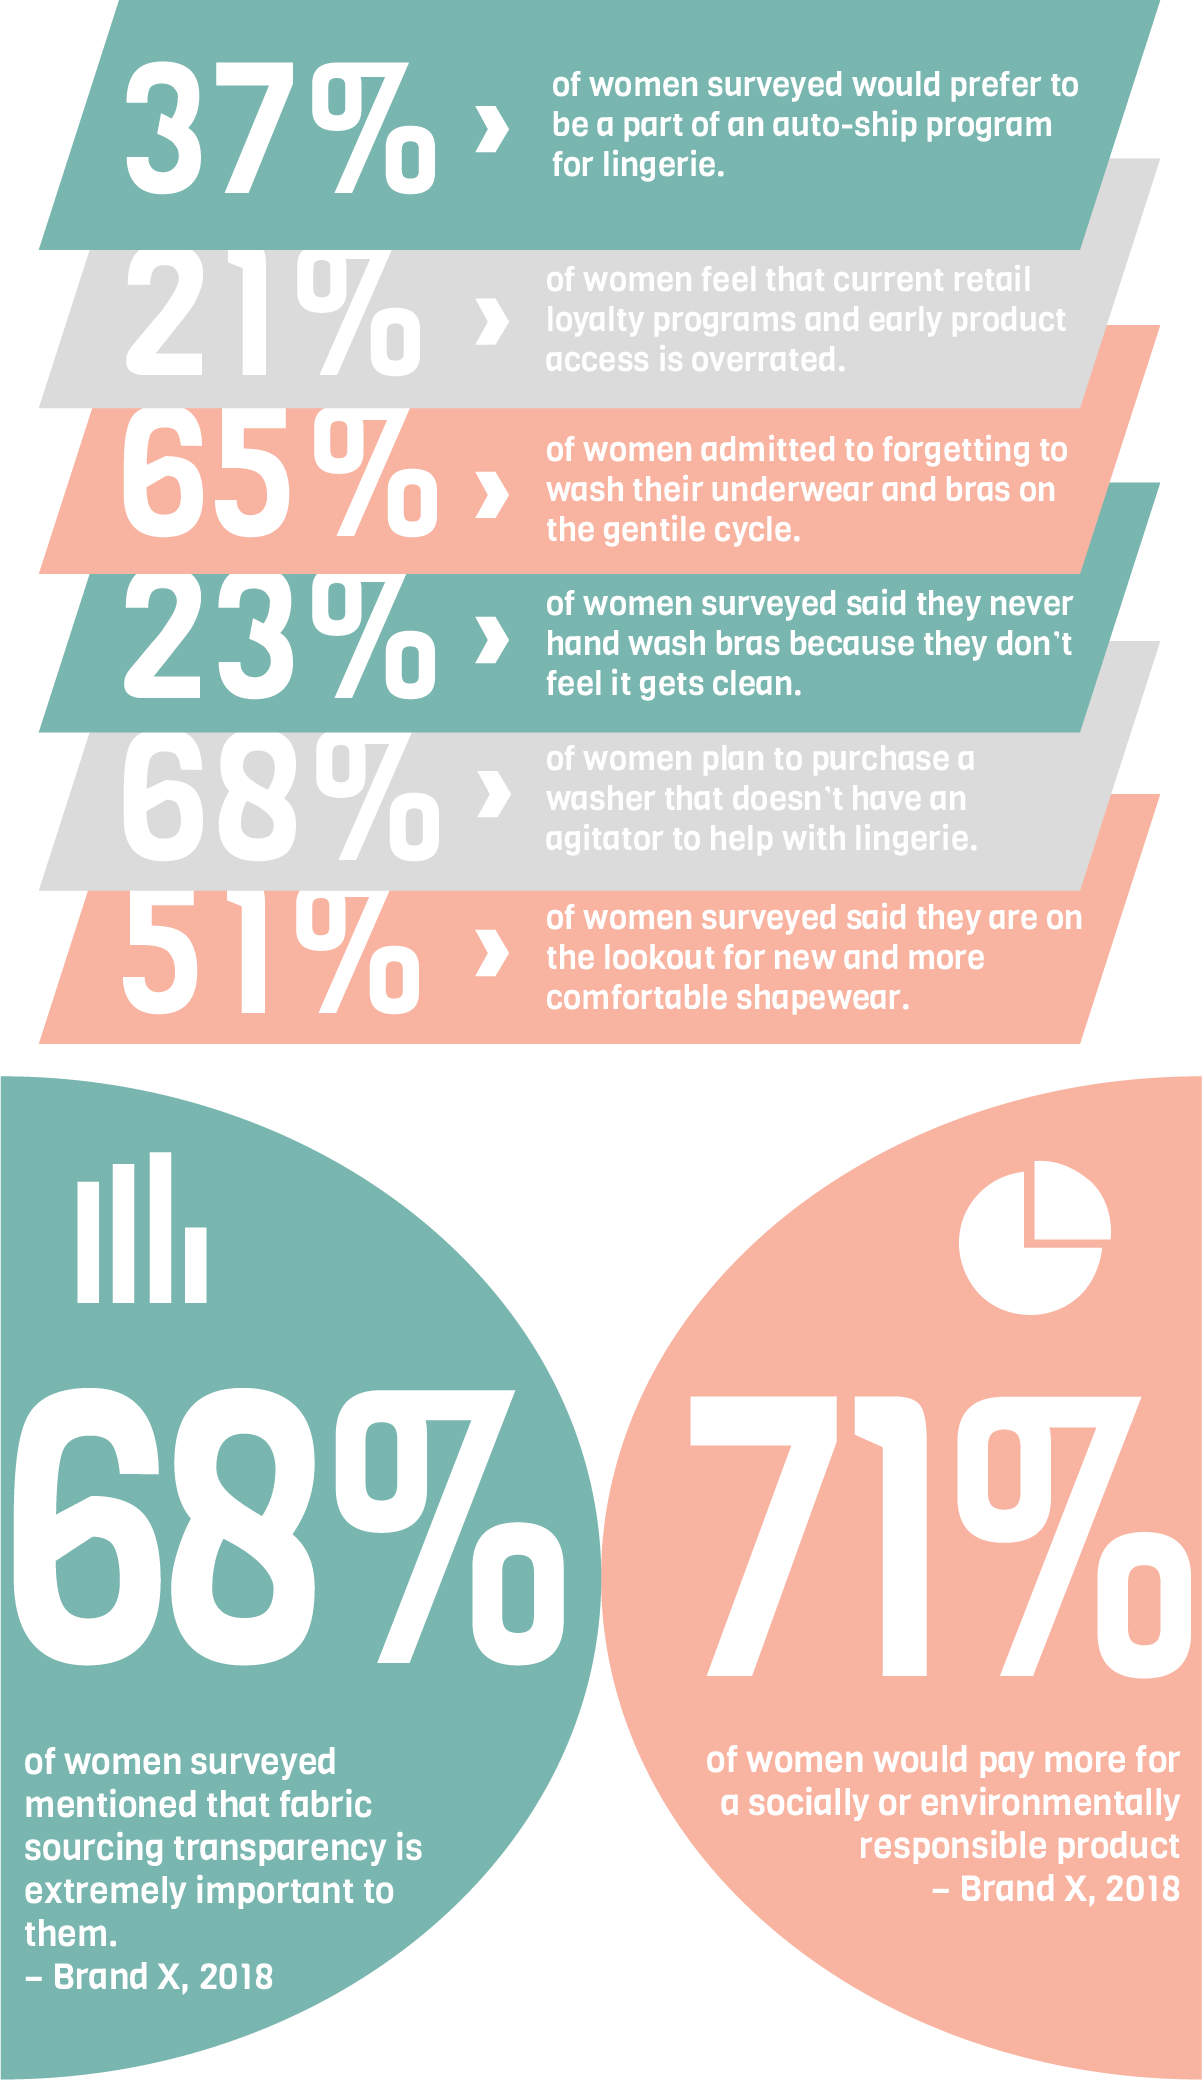 37%
of women surveyed would prefer to
be a part of an auto-ship program
for lingerie.
21%
of women feel that current retail
loyalty programs and early product
access is overrated.
65%
of women admitted to forgetting to
wash their underwear and bras on
the gentile cycle.
23%
of women surveyed said they never
hand wash bras because they don't
feel it gets clean.
68%
of women plan to purchase a
washer that doesn't have an
agitator to help with lingerie.
51%
of women surveyed said they are on
the lookout for new and more
comfortable shapewear.
68%
of women surveyed
mentioned that fabric
sourcing transparency is
extremely important to
them.
– Brand X, 2018
71%
of women would pay more for
a socially or environmentally
responsible product
– Brand X, 2018